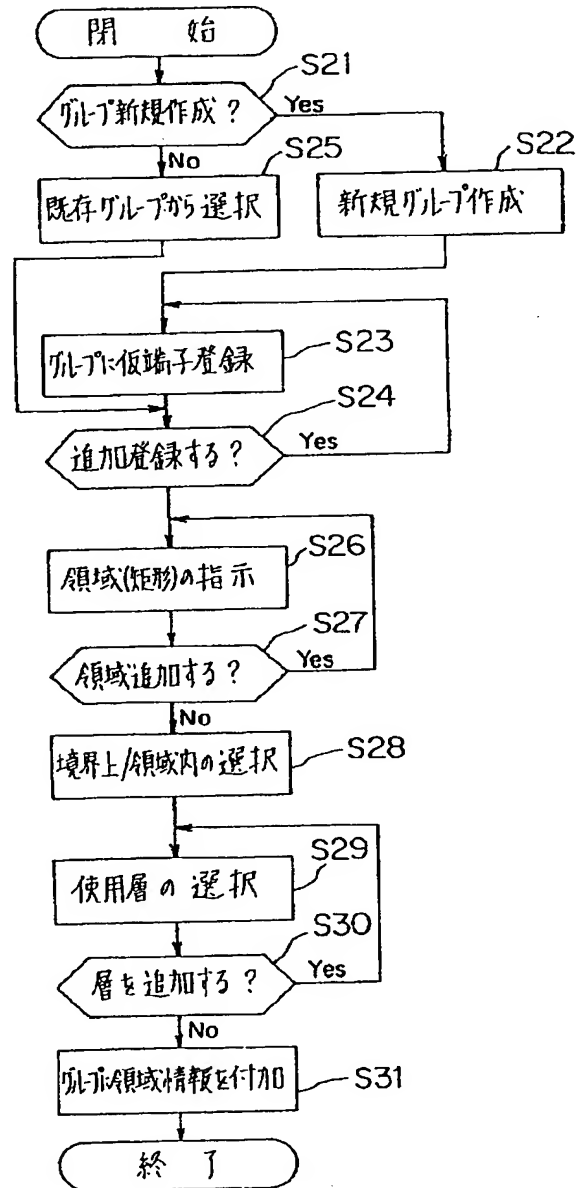 開 始
S21
グループ新規作成？
Yes
No
S25
S22
既存グループから選択
新規グループ作成
グループに仮端子登録
S23
S24
追加登録する？
Yes
領域(矩形)の指示
S26
S27
領域追加する？
Yes
No
境界上/領域内の選択
S28
使用層の選択
S29
S30
層を追加する？
Yes
No
グループに領域情報を付加
S31
終 了